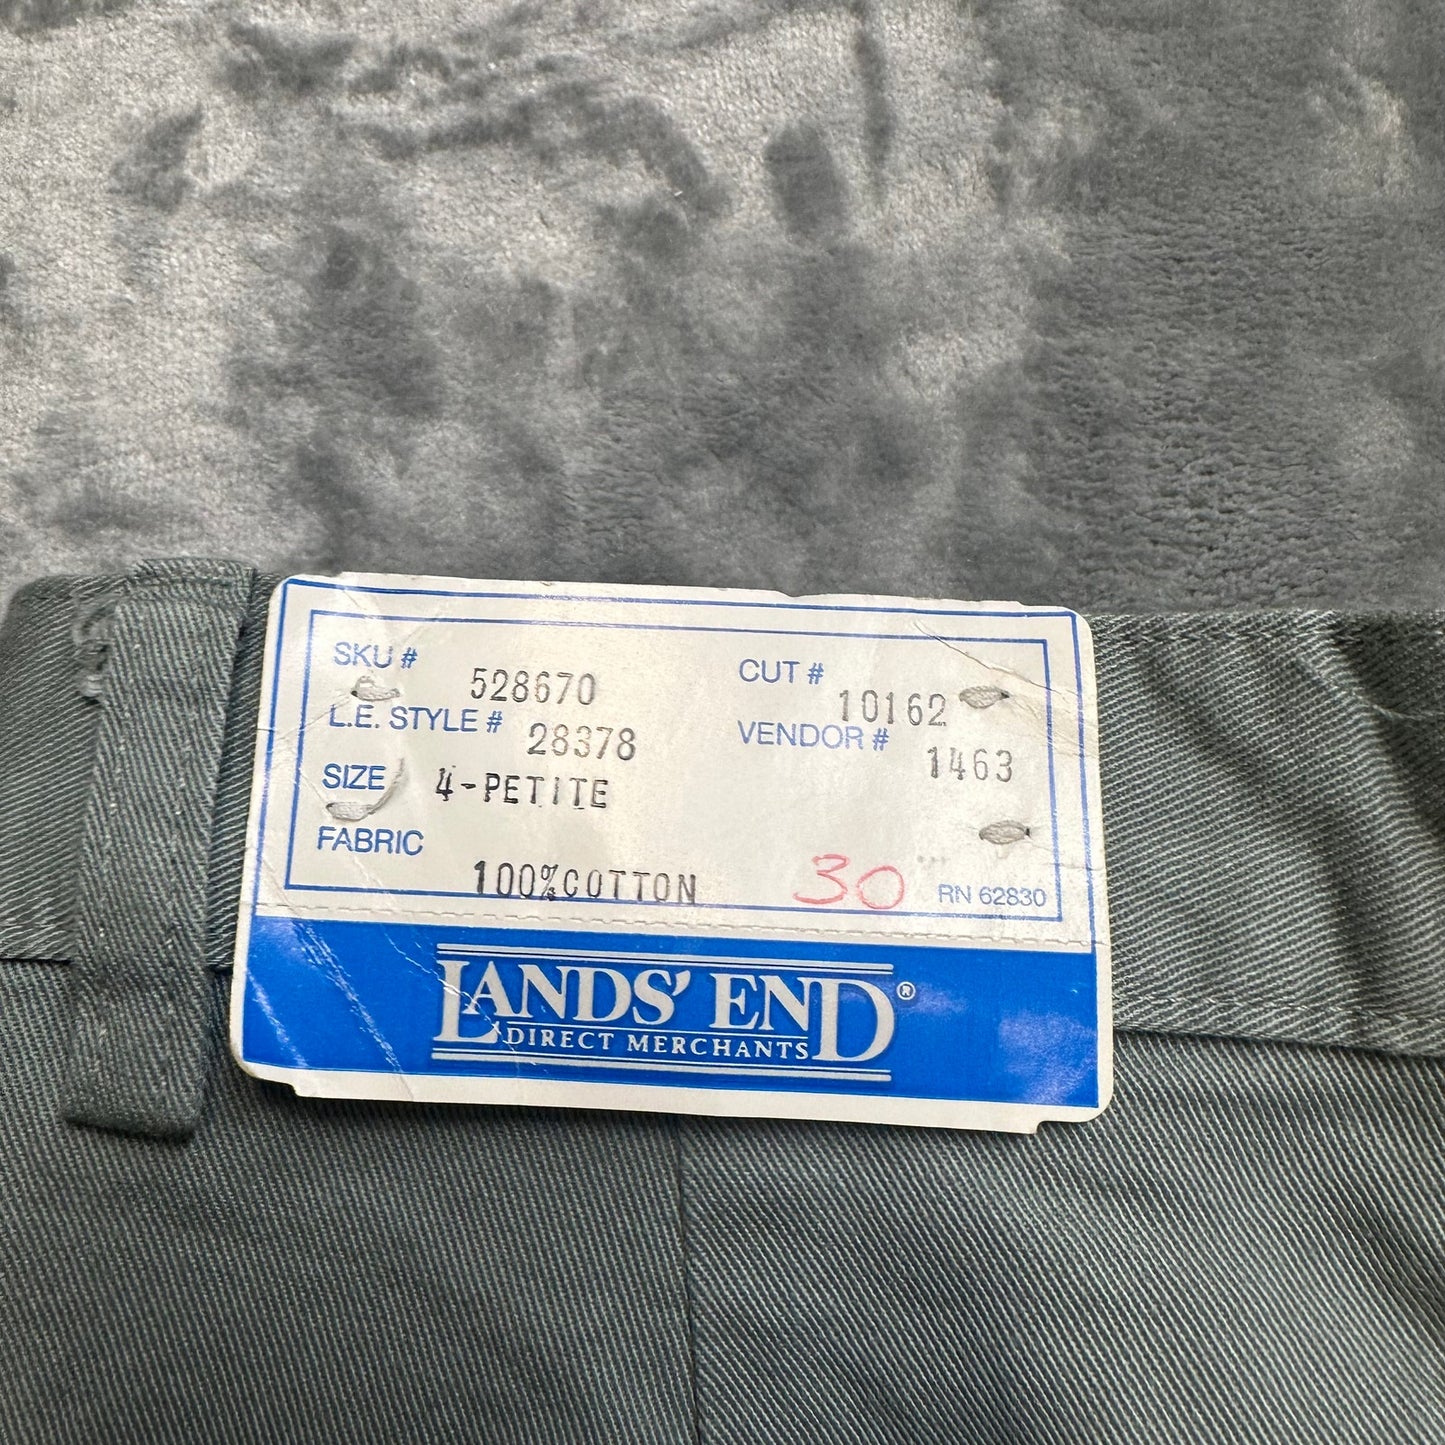 SKU # 528670
L.E. STYLE # 28378
SIZE 4-PETITE
FABRIC
100%COTTON
CUT # 10162
VENDOR # 1463
30"
RN 62830
LANDS' END®
DIRECT MERCHANTS